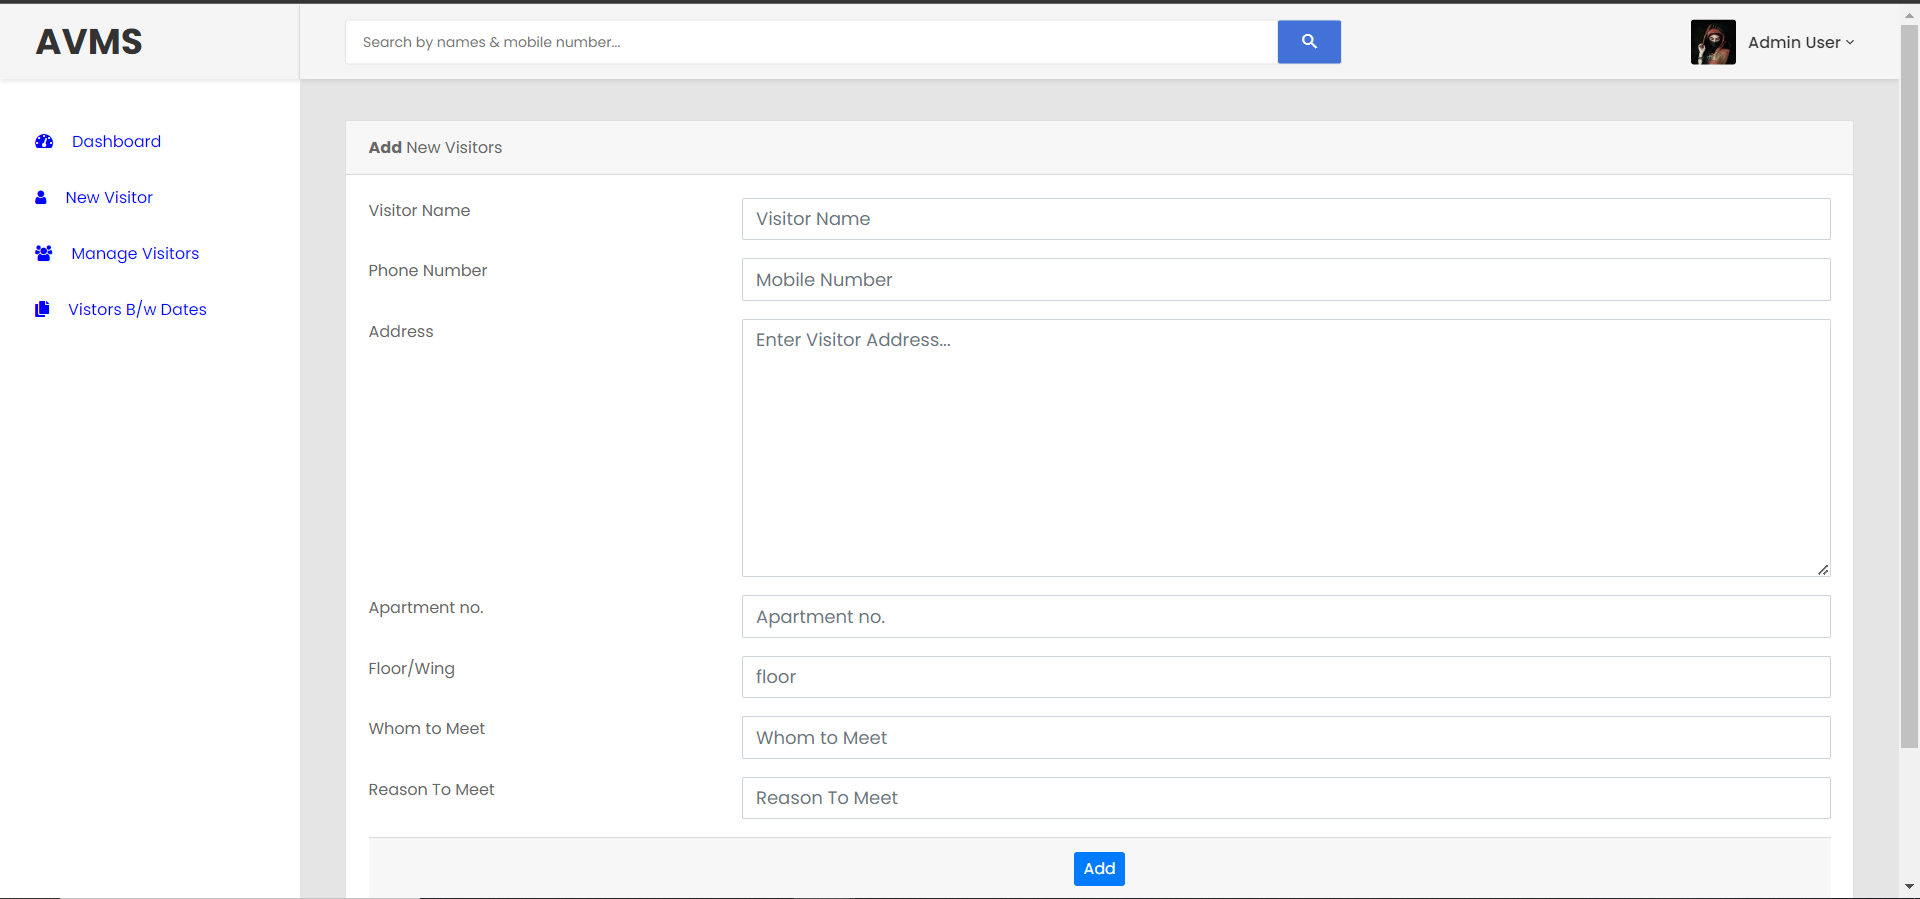 AVMS
Search by names & mobile number...
Admin User
Dashboard
New Visitor
Manage Visitors
Vistors B/w Dates
Add New Visitors
Visitor Name
Visitor Name
Phone Number
Mobile Number
Address
Enter Visitor Address...
Apartment no.
Apartment no.
Floor/Wing
floor
Whom to Meet
Whom to Meet
Reason To Meet
Reason To Meet
Add